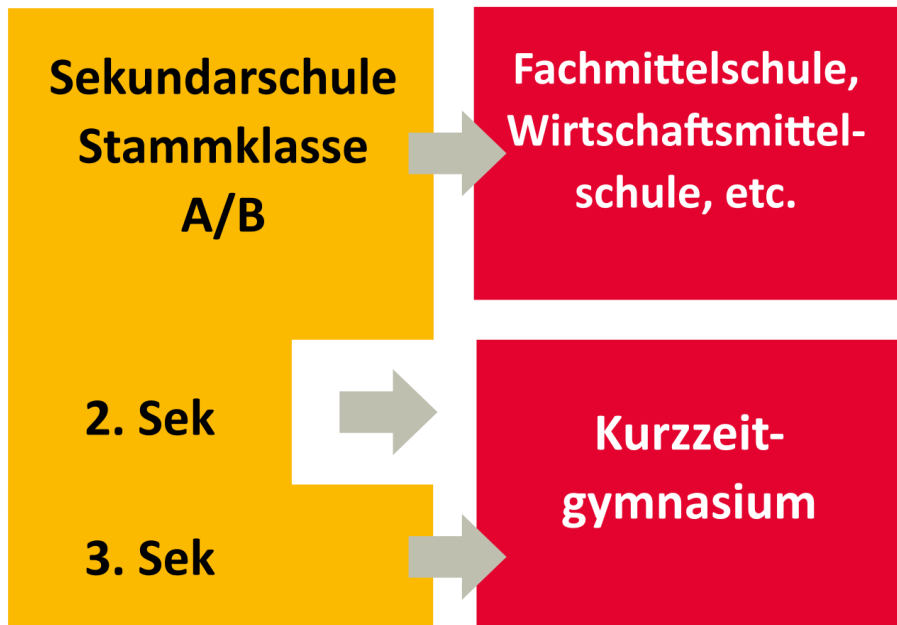 Sekundarschule
Stammklasse
A/B
Fachmittelschule,
Wirtschaftsmittel-
schule, etc.
2. Sek
3. Sek
Kurzzeit-
gymnasium